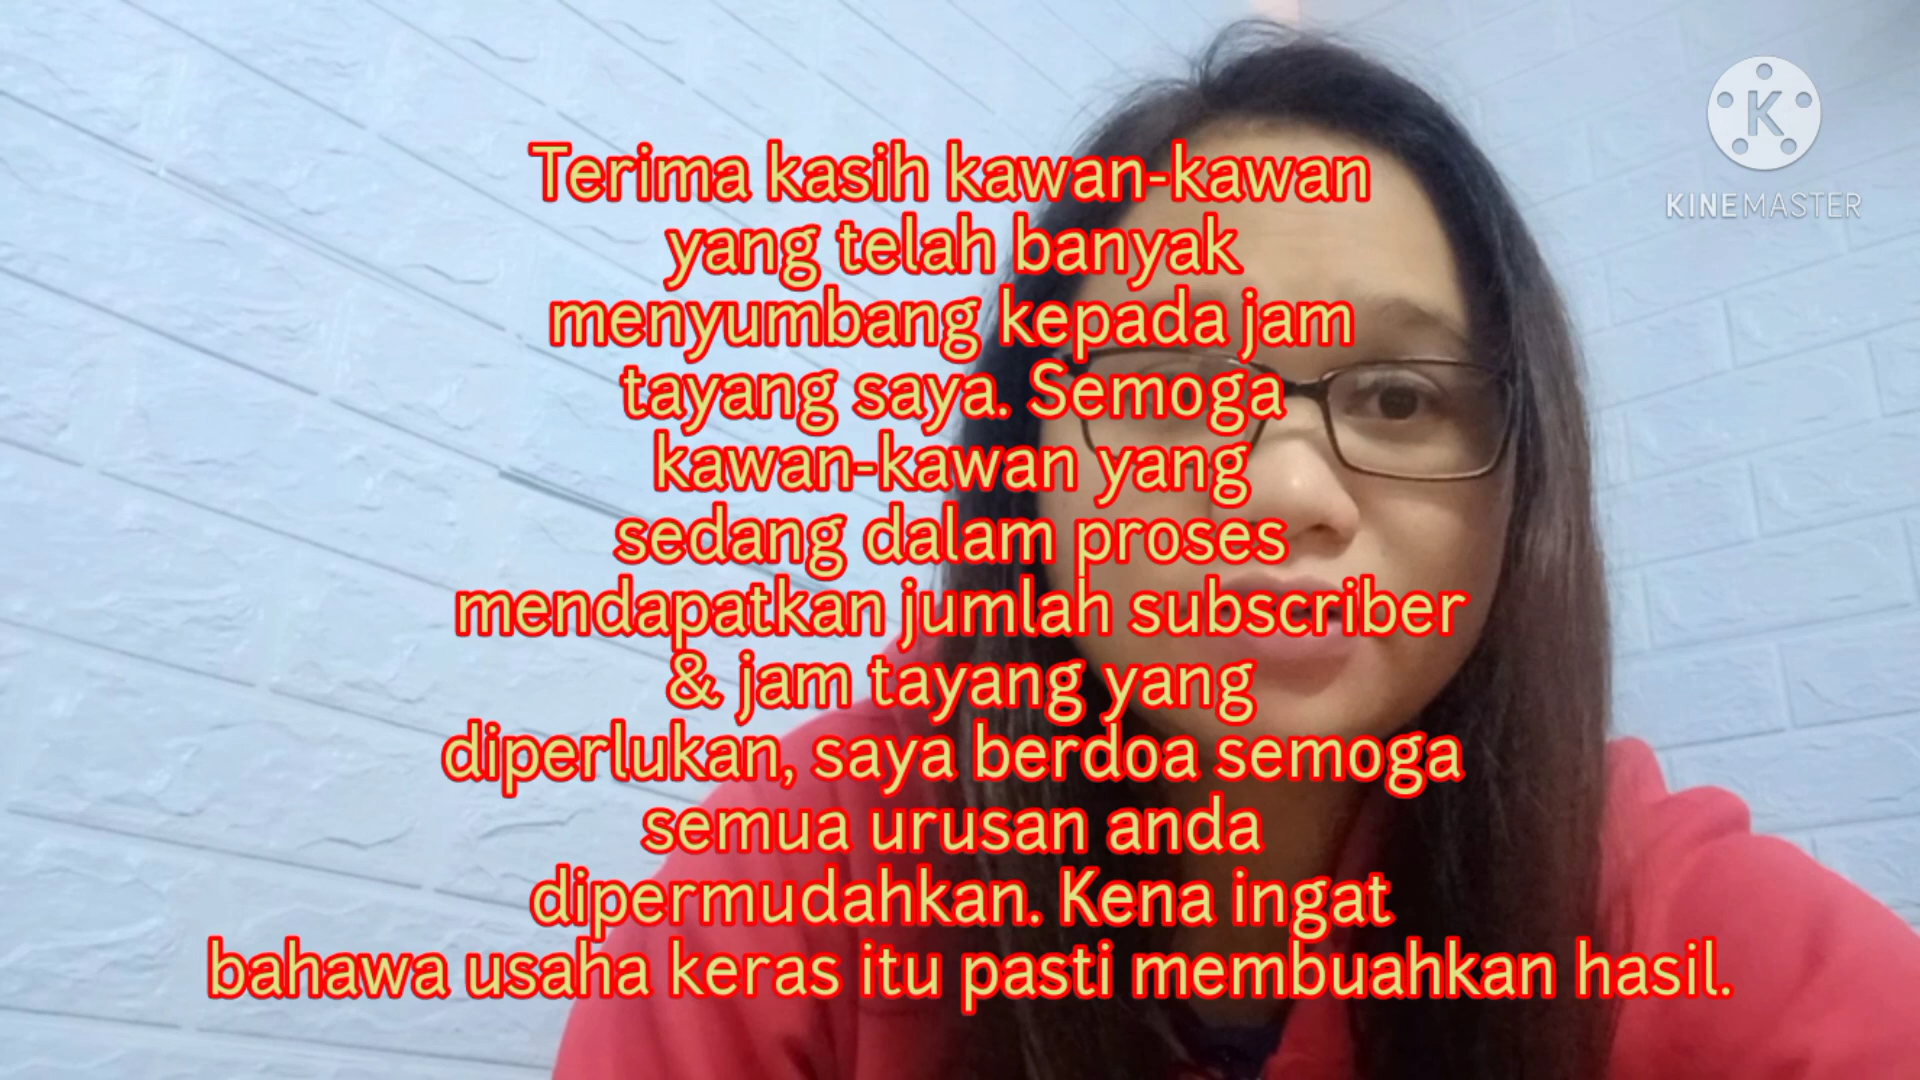 Terima kasih kawan-kawan
yang telah banyak
menyumbang kepada jam
tayang saya. Semoga
kawan-kawan yang
sedang dalam proses
mendapatkan jumlah subscriber
& jam tayang yang
diperlukan, saya berdoa semoga
semua urusan anda
dipermudahkan. Kena ingat
bahawa usaha keras itu pasti membuahkan hasil.
K
KINEMASTER